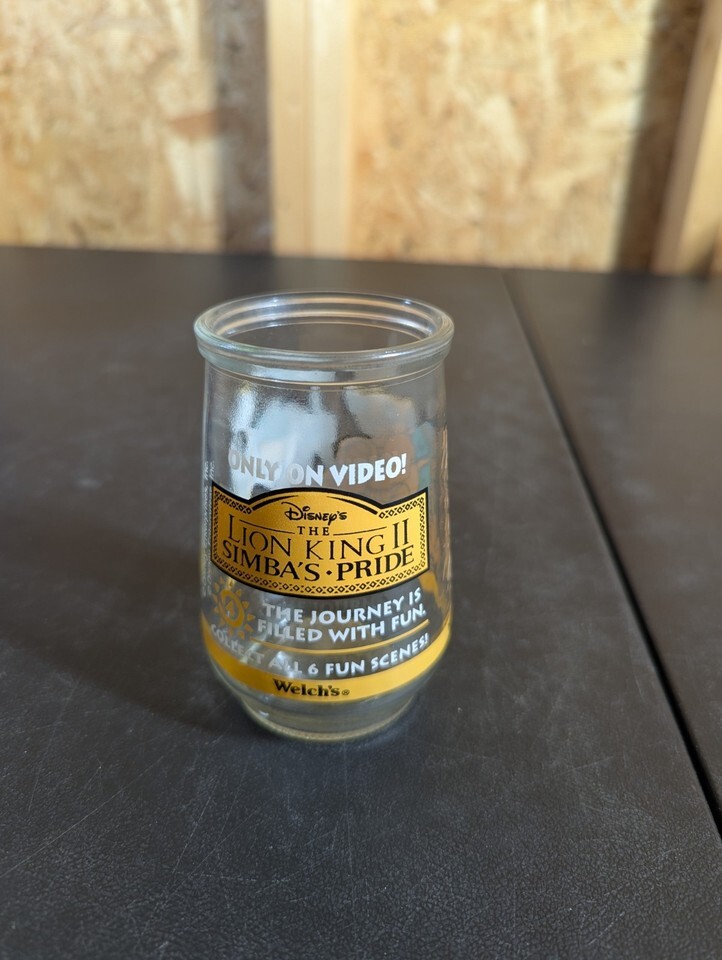 ONLY ON VIDEO!
Disney's
THE
LION KING II
SIMBA'S • PRIDE
THE JOURNEY IS
FILLED WITH FUN.
COLLECT ALL 6 FUN SCENES!
Welch's®